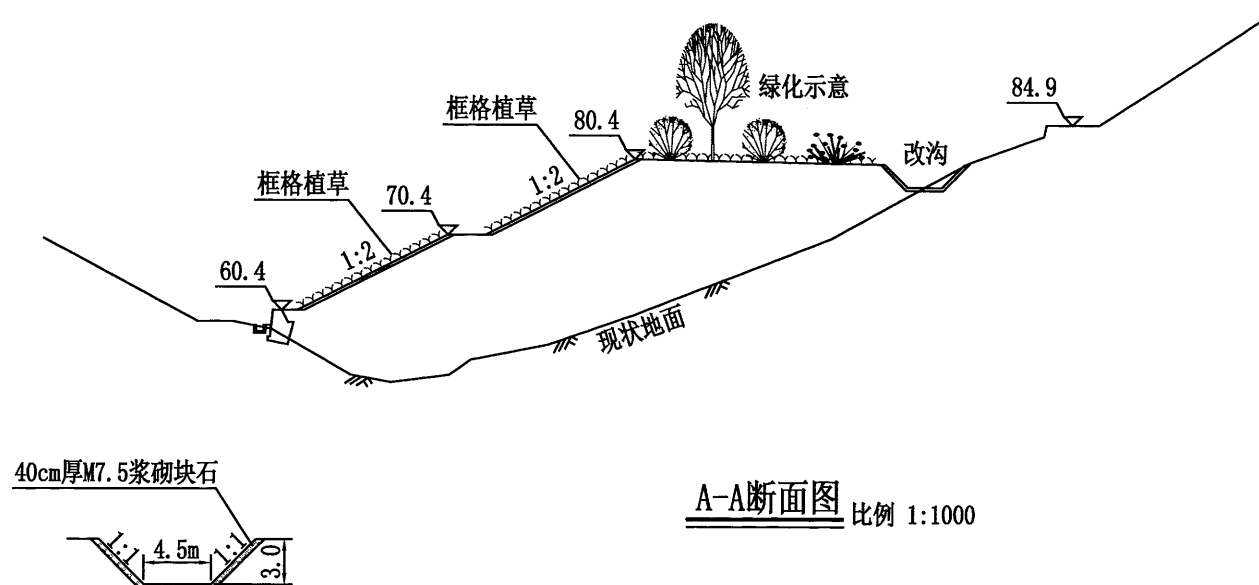 绿化示意
84.9
框格植草
80.4
改沟
1:2
框格植草
70.4
1:2
60.4
现状地面
40cm厚M7.5浆砌块石
1:1
4.5m
1:1
3.0
A-A断面图 比例 1:1000